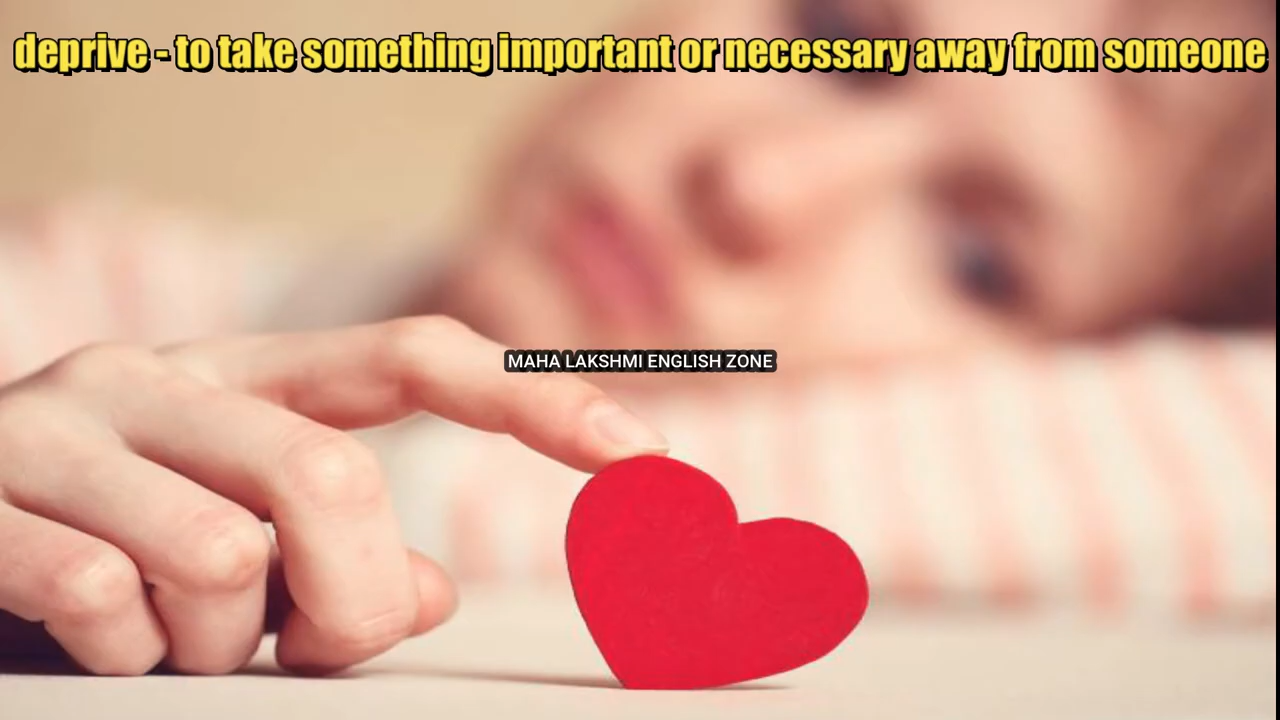 deprive - to take something important or necessary away from someone
MAHA LAKSHMI ENGLISH ZONE